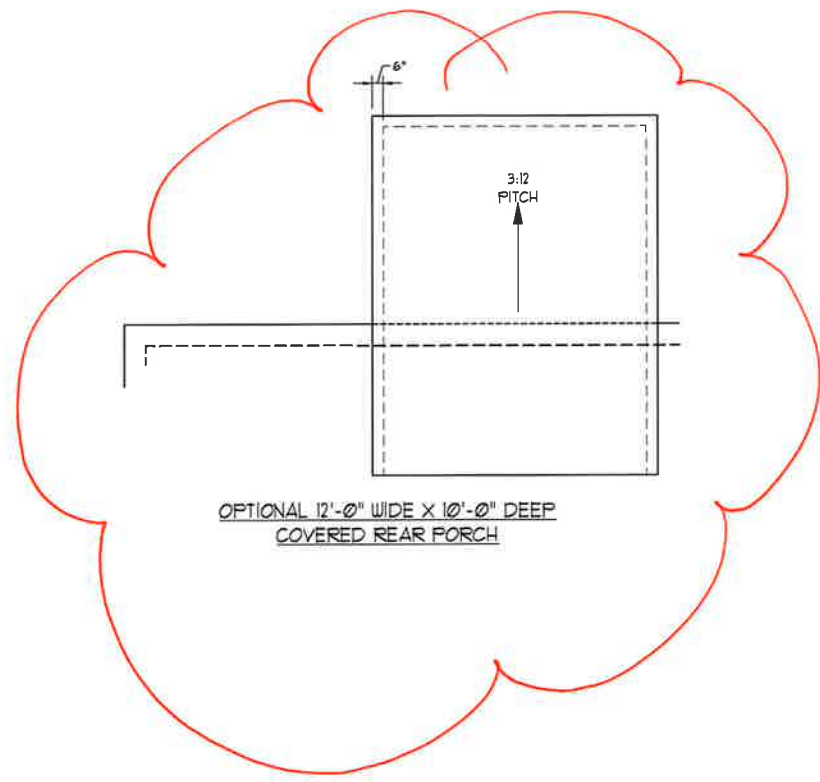 6"
3:12
PITCH
OPTIONAL 12'-0" WIDE X 10'-0" DEEP
COVERED REAR PORCH